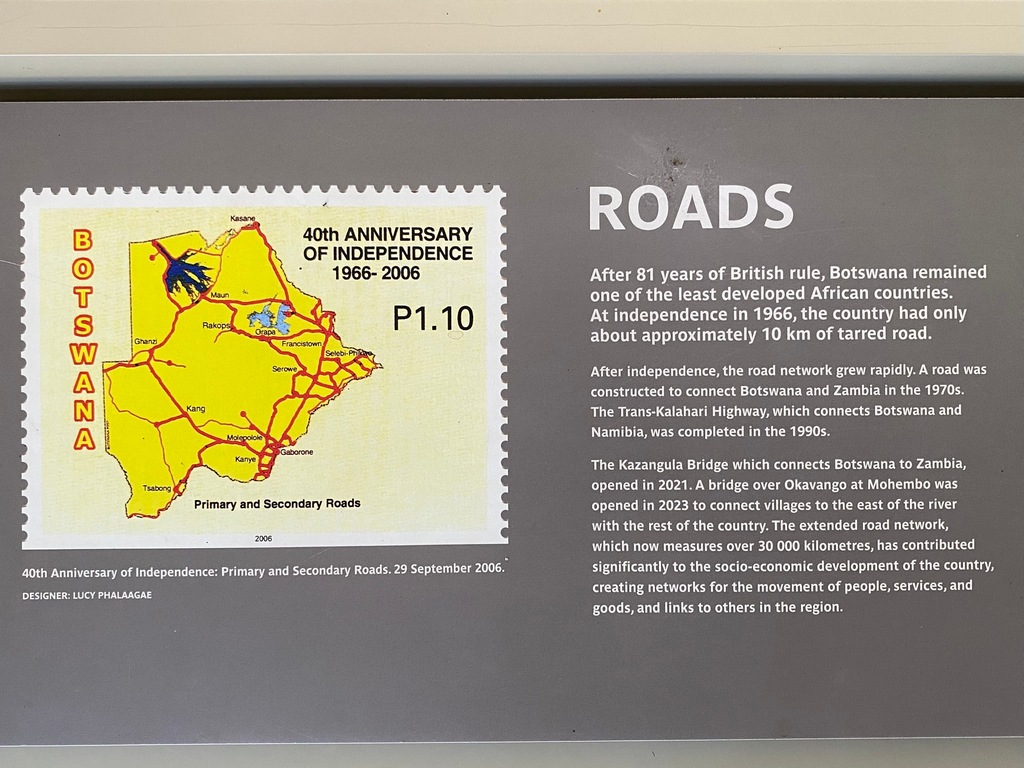 BOTSWANA
40th ANNIVERSARY
OF INDEPENDENCE
1966- 2006
P1.10
Kasane
Maun
Rakops
Orapa
Francistown
Ghanzi
Selebi-Phikwe
Serowe
Kang
Molepolole
Gaborone
Kanye
Tsabong
Primary and Secondary Roads
2006
40th Anniversary of Independence: Primary and Secondary Roads. 29 September 2006.
DESIGNER: LUCY PHALAAGAE
ROADS
After 81 years of British rule, Botswana remained
one of the least developed African countries.
At independence in 1966, the country had only
about approximately 10 km of tarred road.
After independence, the road network grew rapidly. A road was
constructed to connect Botswana and Zambia in the 1970s.
The Trans-Kalahari Highway, which connects Botswana and
Namibia, was completed in the 1990s.
The Kazangula Bridge which connects Botswana to Zambia,
opened in 2021. A bridge over Okavango at Mohembo was
opened in 2023 to connect villages to the east of the river
with the rest of the country. The extended road network,
which now measures over 30 000 kilometres, has contributed
significantly to the socio-economic development of the country,
creating networks for the movement of people, services, and
goods, and links to others in the region.